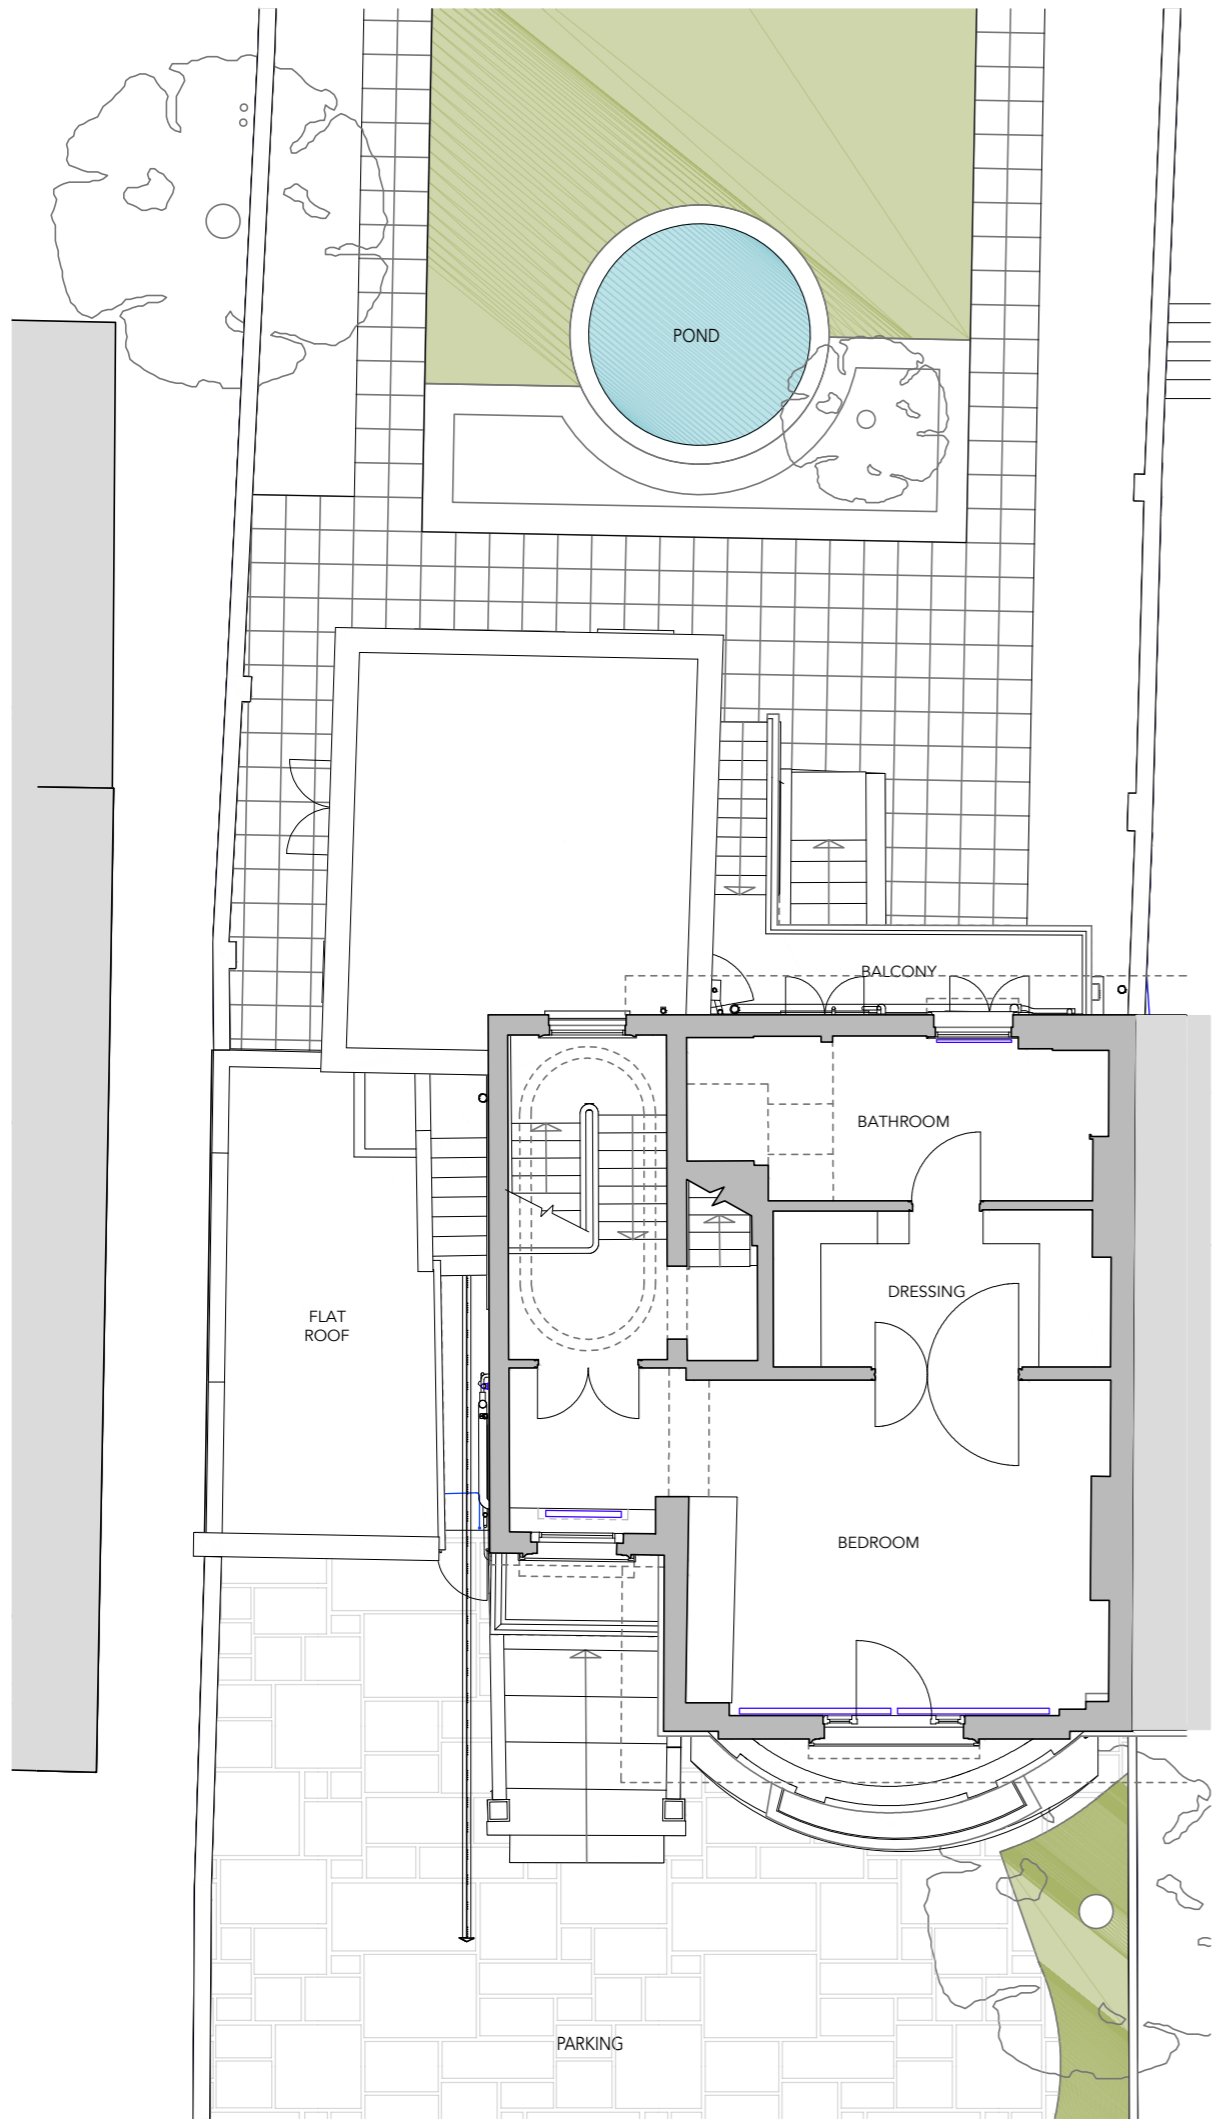 POND
BALCONY
BATHROOM
DRESSING
FLAT
ROOF
BEDROOM
PARKING